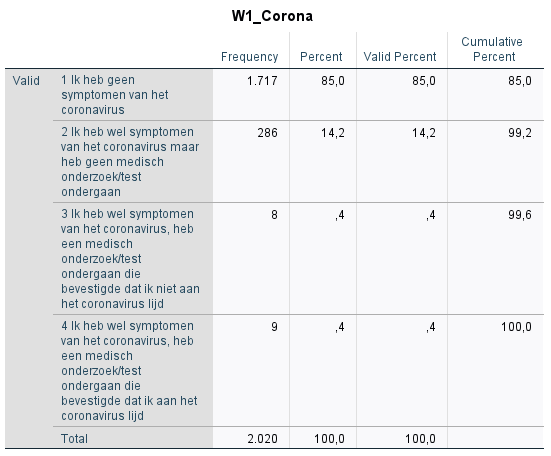 W1_Corona
Frequency Percent Valid Percent Cumulative
Percent
Valid 1 Ik heb geen 1.717 85,0 85,0 85,0
symptomen van het
coronavirus
2 Ik heb wel symptomen 286 14,2 14,2 99,2
van het coronavirus maar
heb geen medisch
onderzoek/test
ondergaan
3 Ik heb wel symptomen 8 ,4 ,4 99,6
van het coronavirus, heb
een medisch
onderzoek/test
ondergaan die
bevestigde dat ik niet aan
het coronavirus lijd
4 Ik heb wel symptomen 9 ,4 ,4 100,0
van het coronavirus, heb
een medisch
onderzoek/test
ondergaan die
bevestigde dat ik aan het
coronavirus lijd
Total 2.020 100,0 100,0